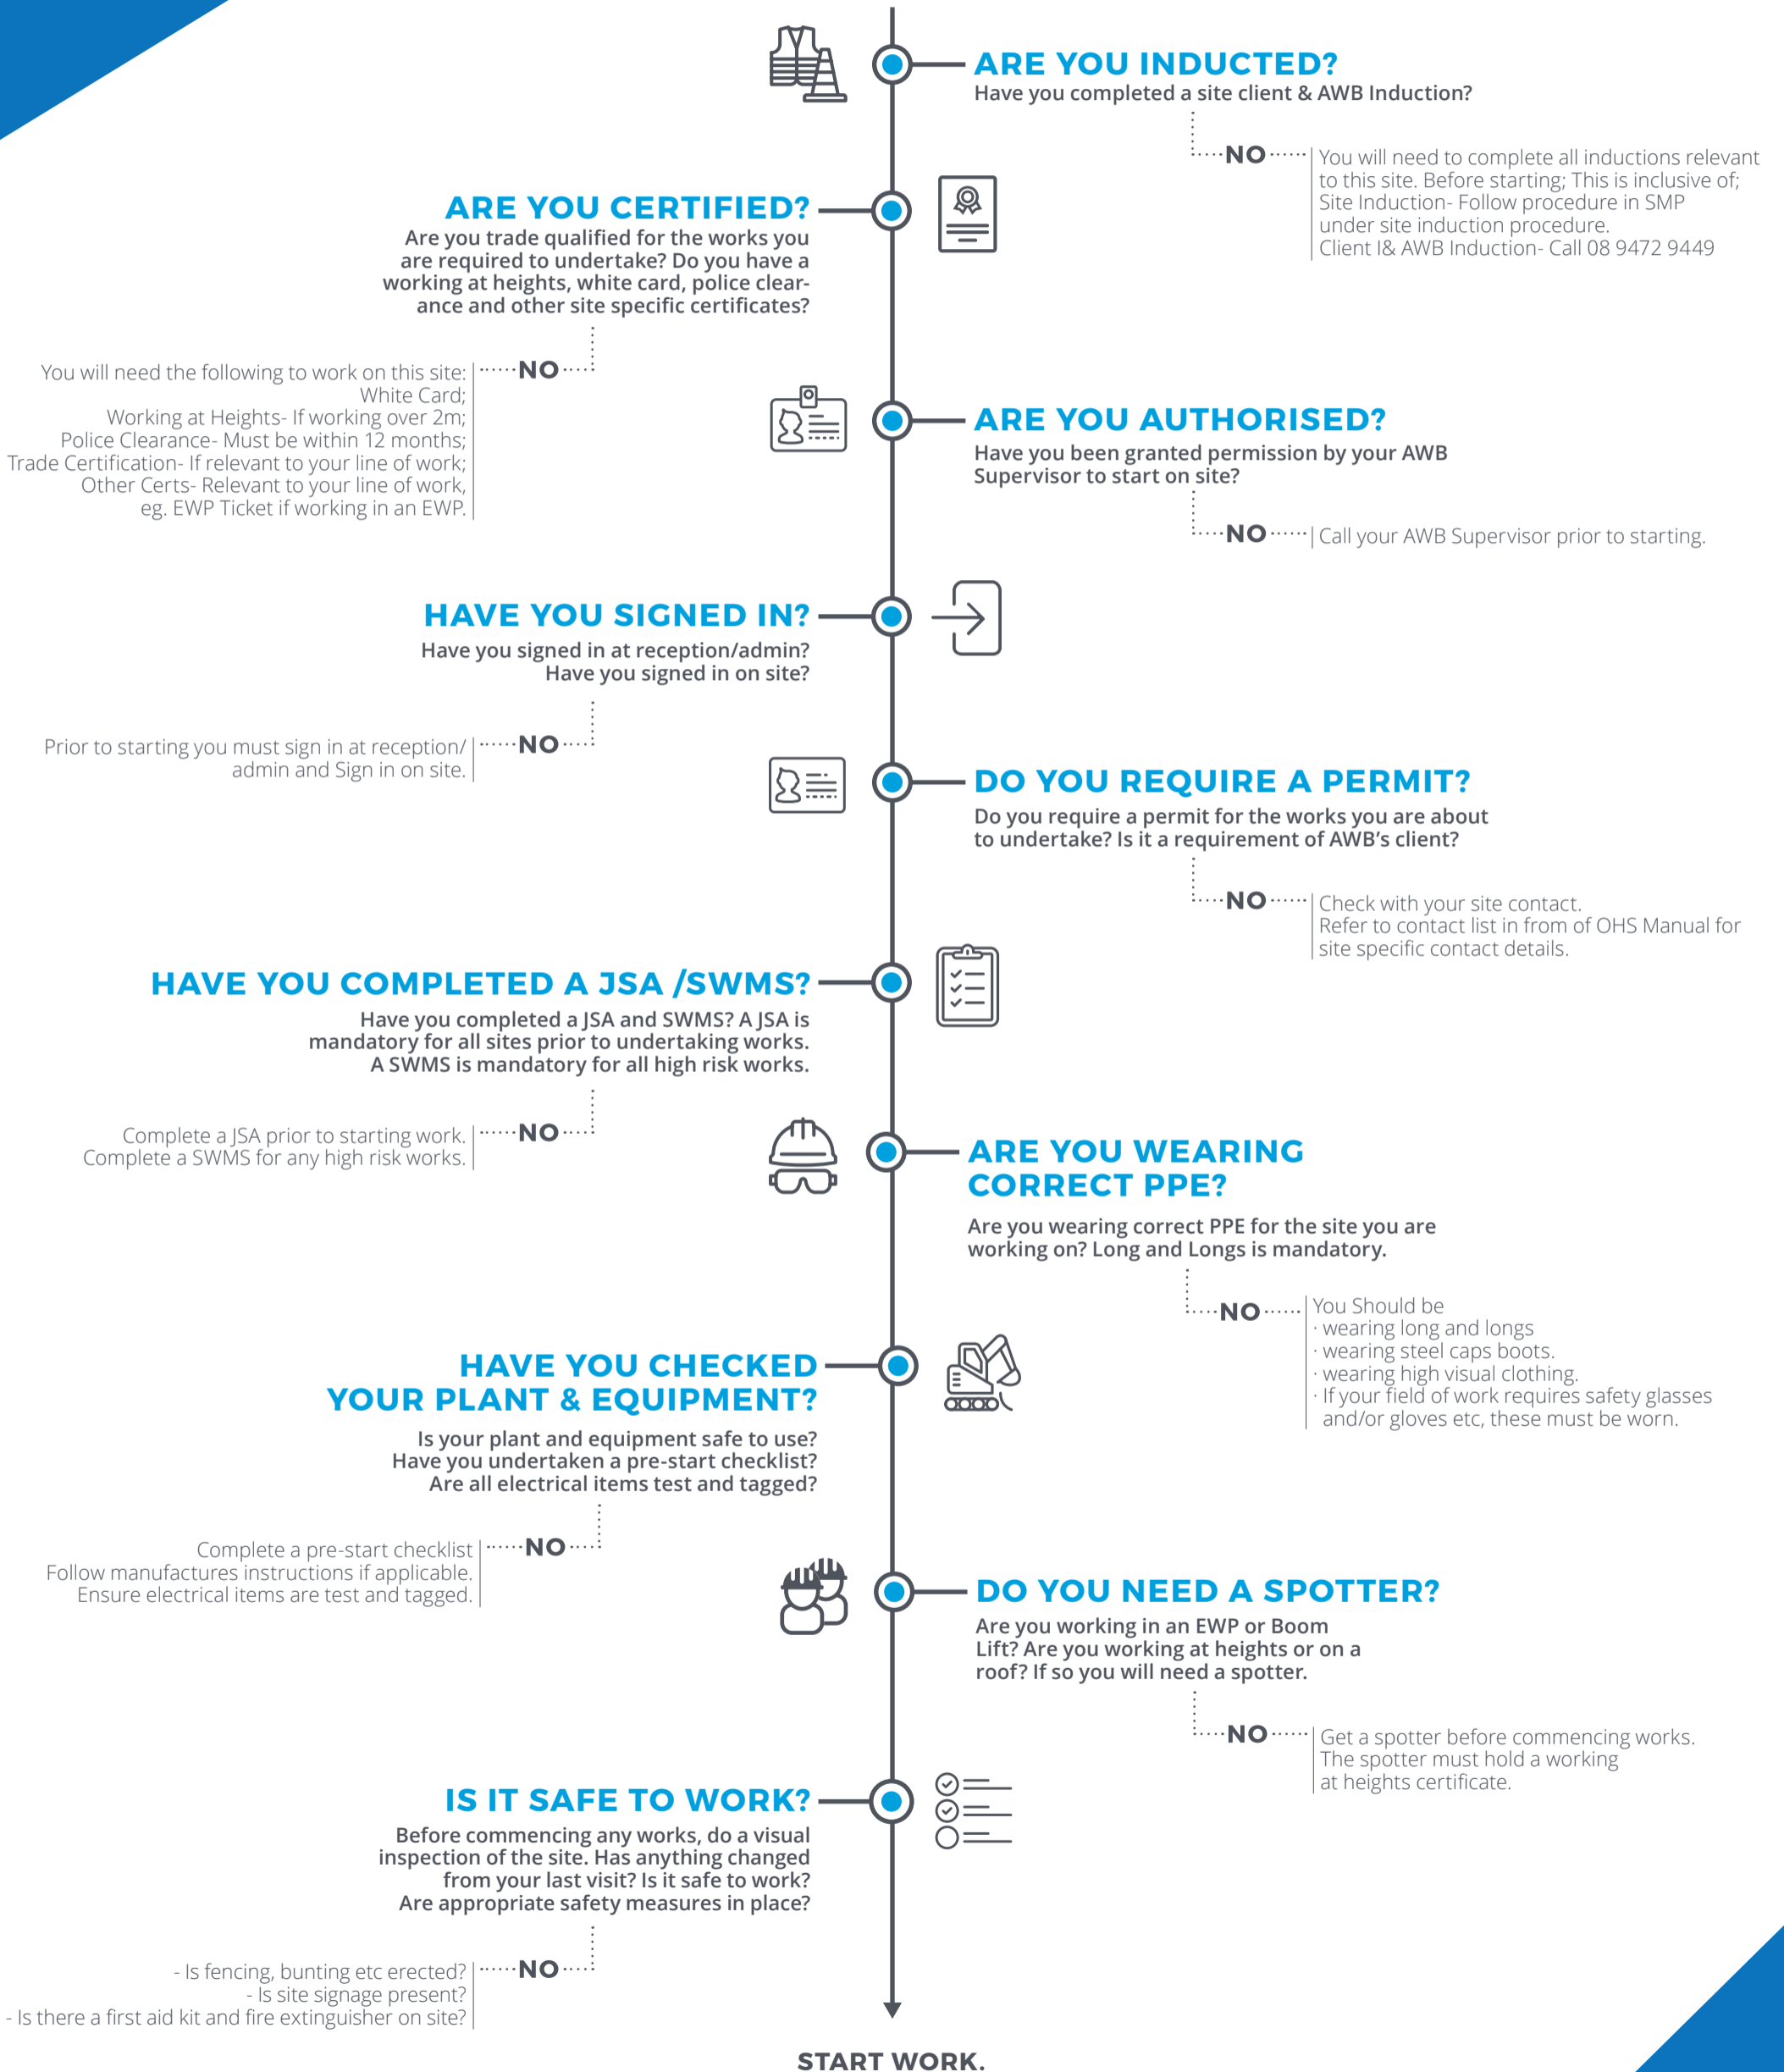 ARE YOU INDUCTED?
Have you completed a site client & AWB Induction?
NO
You will need to complete all inductions relevant
to this site. Before starting; This is inclusive of;
Site Induction- Follow procedure in SMP
under site induction procedure.
Client I& AWB Induction- Call 08 9472 9449
ARE YOU CERTIFIED?
Are you trade qualified for the works you
are required to undertake? Do you have a
working at heights, white card, police clear-
ance and other site specific certificates?
NO
You will need the following to work on this site:
White Card;
Working at Heights- If working over 2m;
Police Clearance- Must be within 12 months;
Trade Certification- If relevant to your line of work;
Other Certs- Relevant to your line of work,
eg. EWP Ticket if working in an EWP.
ARE YOU AUTHORISED?
Have you been granted permission by your AWB
Supervisor to start on site?
NO
Call your AWB Supervisor prior to starting.
HAVE YOU SIGNED IN?
Have you signed in at reception/admin?
Have you signed in on site?
NO
Prior to starting you must sign in at reception/
admin and Sign in on site.
DO YOU REQUIRE A PERMIT?
Do you require a permit for the works you are about
to undertake? Is it a requirement of AWB’s client?
NO
Check with your site contact.
Refer to contact list in from of OHS Manual for
site specific contact details.
HAVE YOU COMPLETED A JSA /SWMS?
Have you completed a JSA and SWMS? A JSA is
mandatory for all sites prior to undertaking works.
A SWMS is mandatory for all high risk works.
NO
Complete a JSA prior to starting work.
Complete a SWMS for any high risk works.
ARE YOU WEARING
CORRECT PPE?
Are you wearing correct PPE for the site you are
working on? Long and Longs is mandatory.
NO
You Should be
· wearing long and longs
· wearing steel caps boots.
· wearing high visual clothing.
· If your field of work requires safety glasses
and/or gloves etc, these must be worn.
HAVE YOU CHECKED
YOUR PLANT & EQUIPMENT?
Is your plant and equipment safe to use?
Have you undertaken a pre-start checklist?
Are all electrical items test and tagged?
NO
Complete a pre-start checklist
Follow manufactures instructions if applicable.
Ensure electrical items are test and tagged.
DO YOU NEED A SPOTTER?
Are you working in an EWP or Boom
Lift? Are you working at heights or on a
roof? If so you will need a spotter.
NO
Get a spotter before commencing works.
The spotter must hold a working
at heights certificate.
IS IT SAFE TO WORK?
Before commencing any works, do a visual
inspection of the site. Has anything changed
from your last visit? Is it safe to work?
Are appropriate safety measures in place?
NO
- Is fencing, bunting etc erected?
- Is site signage present?
- Is there a first aid kit and fire extinguisher on site?
START WORK.